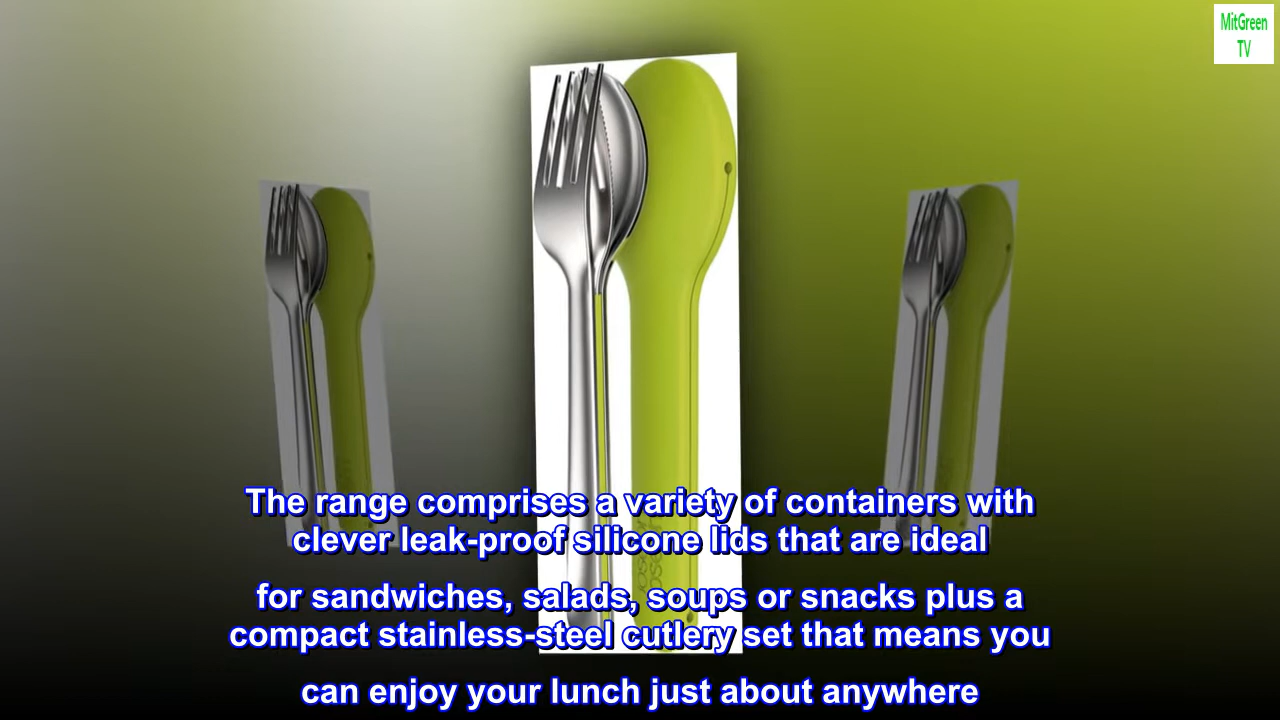 MitGreen
TV
The range comprises a variety of containers with
clever leak-proof silicone lids that are ideal
for sandwiches, salads, soups or snacks plus a
compact stainless-steel cutlery set that means you
can enjoy your lunch just about anywhere